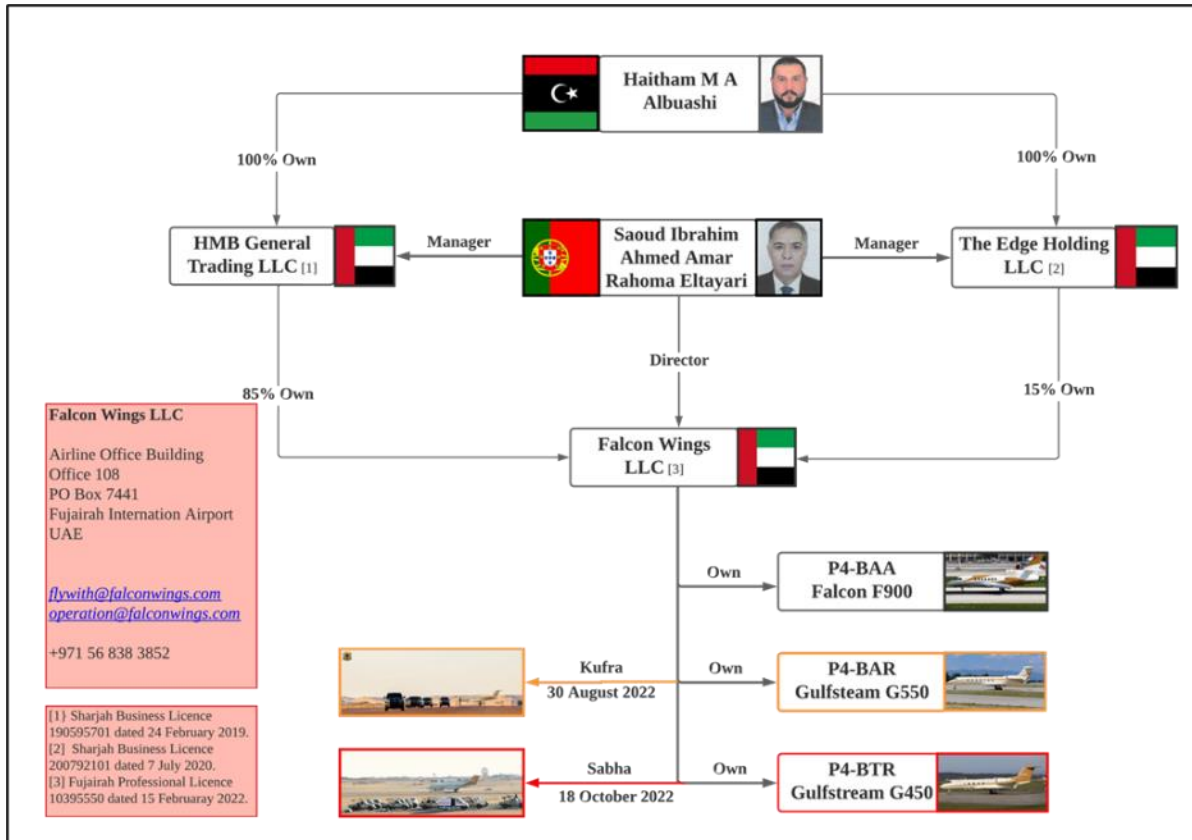 Haitham M A
Albuashi
100% Own
100% Own
HMB General
Trading LLC [1]
Manager
Saoud Ibrahim
Ahmed Amar
Rahoma Eltayari
Manager
The Edge Holding
LLC [2]
Director
85% Own
15% Own
Falcon Wings
LLC [3]
Falcon Wings LLC
Airline Office Building
Office 108
PO Box 7441
Fujairah Internation Airport
UAE
flywith@falconwings.com
operation@falconwings.com
+971 56 838 3852
Own
P4-BAA
Falcon F900
Kufra
30 August 2022
Own
P4-BAR
Gulfsteam G550
Sabha
18 October 2022
Own
P4-BTR
Gulfstream G450
[1} Sharjah Business Licence
190595701 dated 24 February 2019.
[2] Sharjah Business Licence
200792101 dated 7 July 2020.
[3] Fujairah Professional Licence
10395550 dated 15 Februaray 2022.